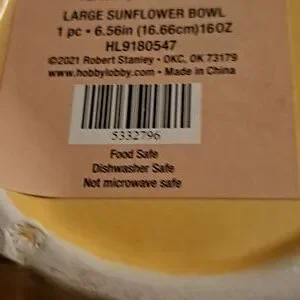 LARGE SUNFLOWER BOWL
1 pc • 6.56in (16.66cm)16OZ
HL9180547
©2021 Robert Stanley • OKC, OK 73179
www.hobbylobby.com • Made in China
5332796
Food Safe
Dishwasher Safe
Not microwave safe